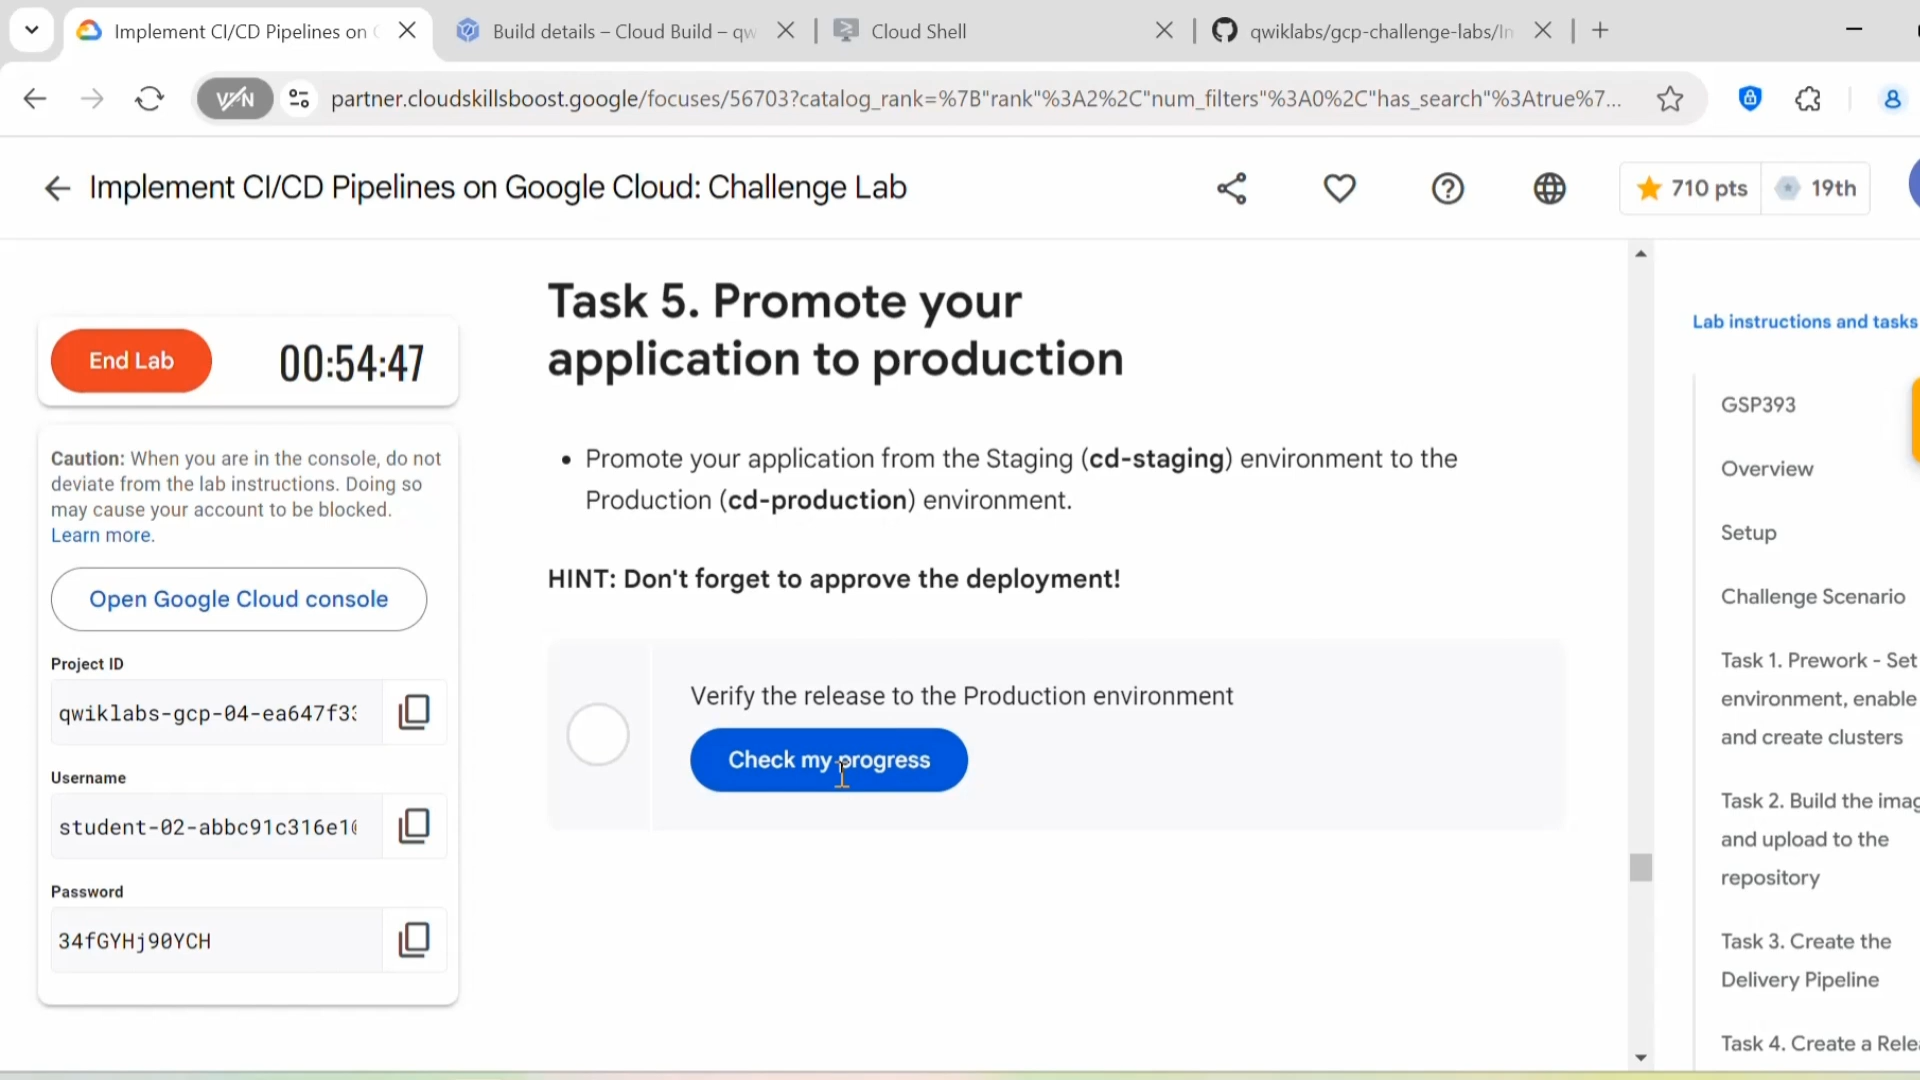 Implement CI/CD Pipelines on
Build details – Cloud Build – qw
Cloud Shell
qwiklabs/gcp-challenge-labs/In
VPN
partner.cloudskillsboost.google/focuses/56703?catalog_rank=%7B"rank"%3A2%2C"num_filters"%3A0%2C"has_search"%3Atrue%7...
Implement CI/CD Pipelines on Google Cloud: Challenge Lab
710 pts
19th
End Lab
00:54:47
Caution: When you are in the console, do not
deviate from the lab instructions. Doing so
may cause your account to be blocked.
Learn more.
Open Google Cloud console
Project ID
qwiklabs-gcp-04-ea647f33
Username
student-02-abbc91c316e1@
Password
34fGYHj90YCH
Task 5. Promote your
application to production
• Promote your application from the Staging (cd-staging) environment to the
Production (cd-production) environment.
HINT: Don't forget to approve the deployment!
Verify the release to the Production environment
Check my progress
Lab instructions and tasks
GSP393
Overview
Setup
Challenge Scenario
Task 1. Prework - Set
environment, enable
and create clusters
Task 2. Build the imag
and upload to the
repository
Task 3. Create the
Delivery Pipeline
Task 4. Create a Rele